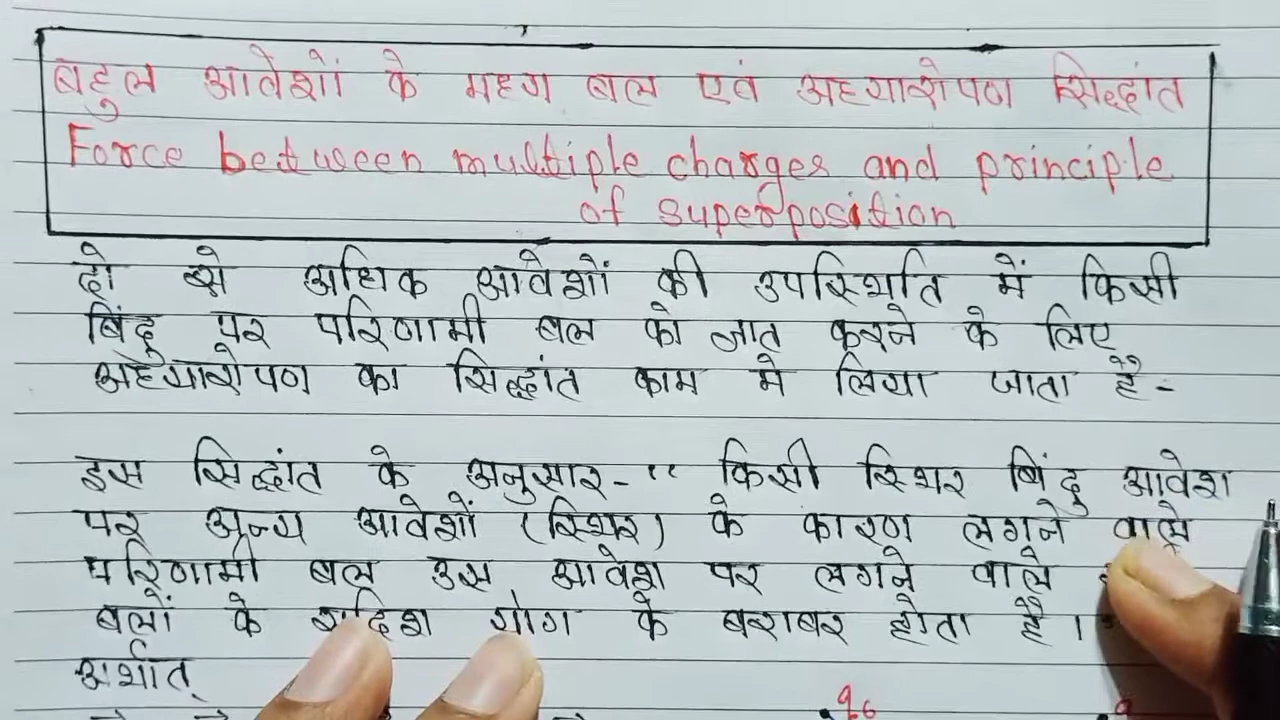 बहुल आवेशों के मध्य बल एवं अध्यारोपण सिद्धांत
Force between multiple charges and principle
of superposition
दो से अधिक आवेशों की उपस्थिति में किसी
बिंदु पर परिणामी बल को ज्ञात करने के लिए
अध्यारोपण का सिद्धांत काम मे लिया जाता है -
इस सिद्धांत के अनुसार - " किसी स्थिर बिंदु आवेश
पर अन्य आवेशों (स्थिर) के कारण लगने वाले
परिणामी बल उस आवेश पर लगने वाले
बलों के सदिश योग के बराबर होता है।
अर्थात्
q6